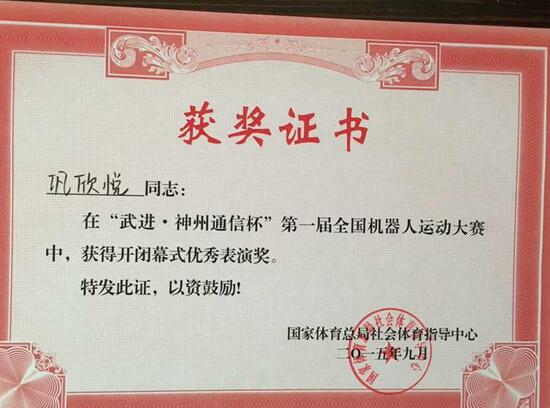 获奖证书
巩欣悦 同志：
在“武进·神州通信杯”第一届全国机器人运动大赛
中，获得开闭幕式优秀表演奖。
特发此证，以资鼓励！
国家体育总局社会体育指导中心
二〇一五年九月